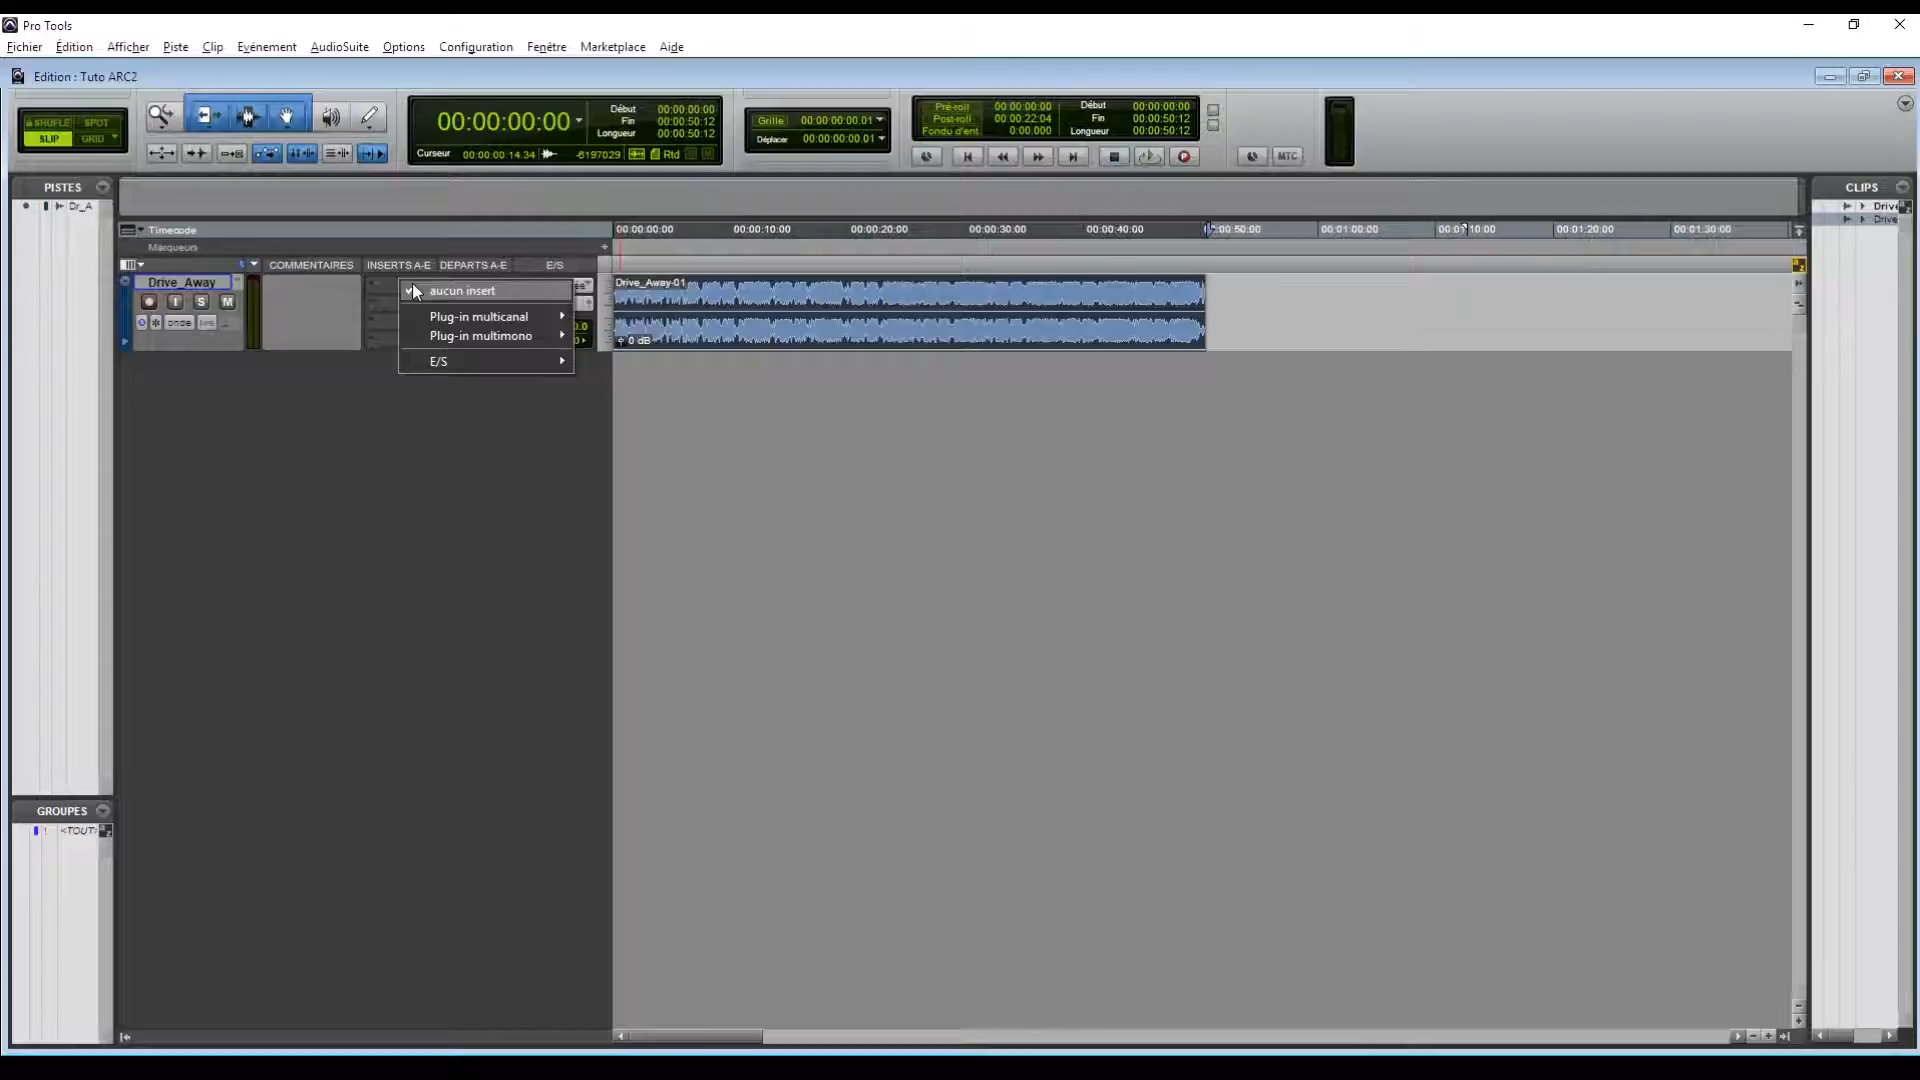 Pro Tools
Fichier Édition Afficher Piste Clip Evénement AudioSuite Options Configuration Fenêtre Marketplace Aide
Edition : Tuto ARC2
SHUFFLE SPOT
SLIP GRID
00:00:00:00
Début 00:00:00:00
Fin 00:00:50:12
Longueur 00:00:50:12
Curseur 00:00:00:14.34 -6197029 Rtd
Grille 00:00:00:00.01
Déplacer 00:00:00:00.01
Pré-roll 00:00:00:00 Début 00:00:00:00
Post-roll 00:00:22:04 Fin 00:00:50:12
Fondu d'ent. 0:00.000 Longueur 00:00:50:12
MTC
PISTES
Dr_A
CLIPS
Drive
Drive
Timecode
00:00:00:00 00:00:10:00 00:00:20:00 00:00:30:00 00:00:40:00 0:00:50:00 00:01:00:00 00:01:10:00 00:01:20:00 00:01:30:00
Marqueurs
COMMENTAIRES INSERTS A-E DEPARTS A-E E/S
Drive_Away
I S M
onde
aucun insert
Plug-in multicanal
Plug-in multimono
E/S
Drive_Away-01
0 dB
GROUPES
1 <TOUT>